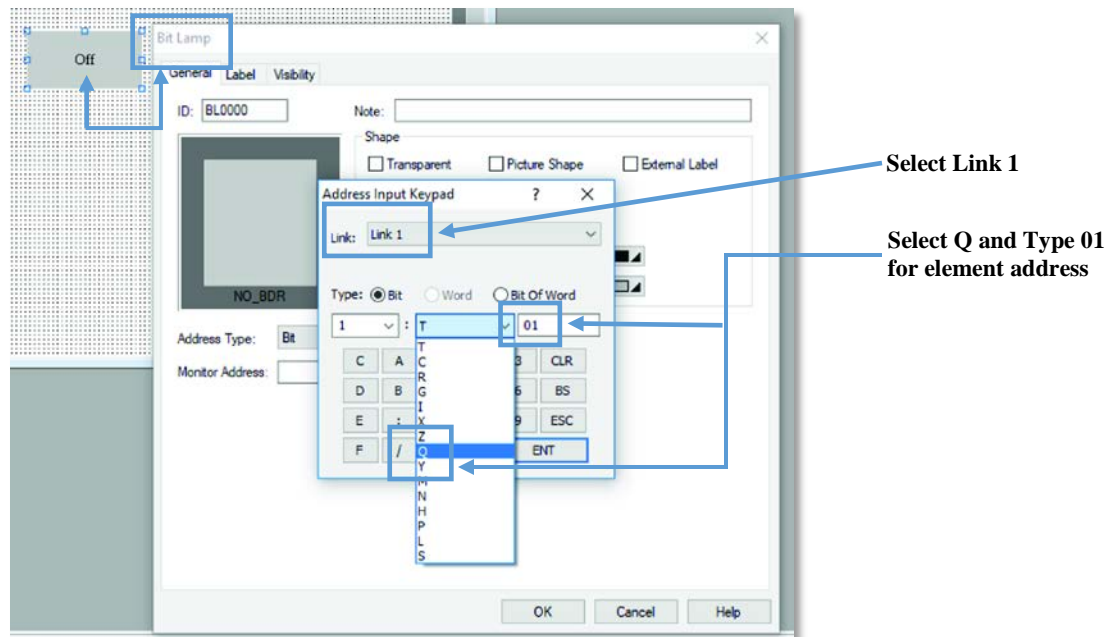 Bit Lamp
Off
General Label Visibility
ID: BL0000 Note:
Shape
Transparent Picture Shape External Label
Select Link 1
Address Input Keypad ? X
Link: Link 1
Select Q and Type 01
for element address
NO_BDR
Type: Bit Word Bit Of Word
1 : T 01
Address Type: Bit
Monitor Address:
C A 3 CLR
D B 6 BS
E : 9 ESC
F / ENT
T
C
R
G
I
X
Z
Q
Y
M
N
H
P
L
S
OK Cancel Help